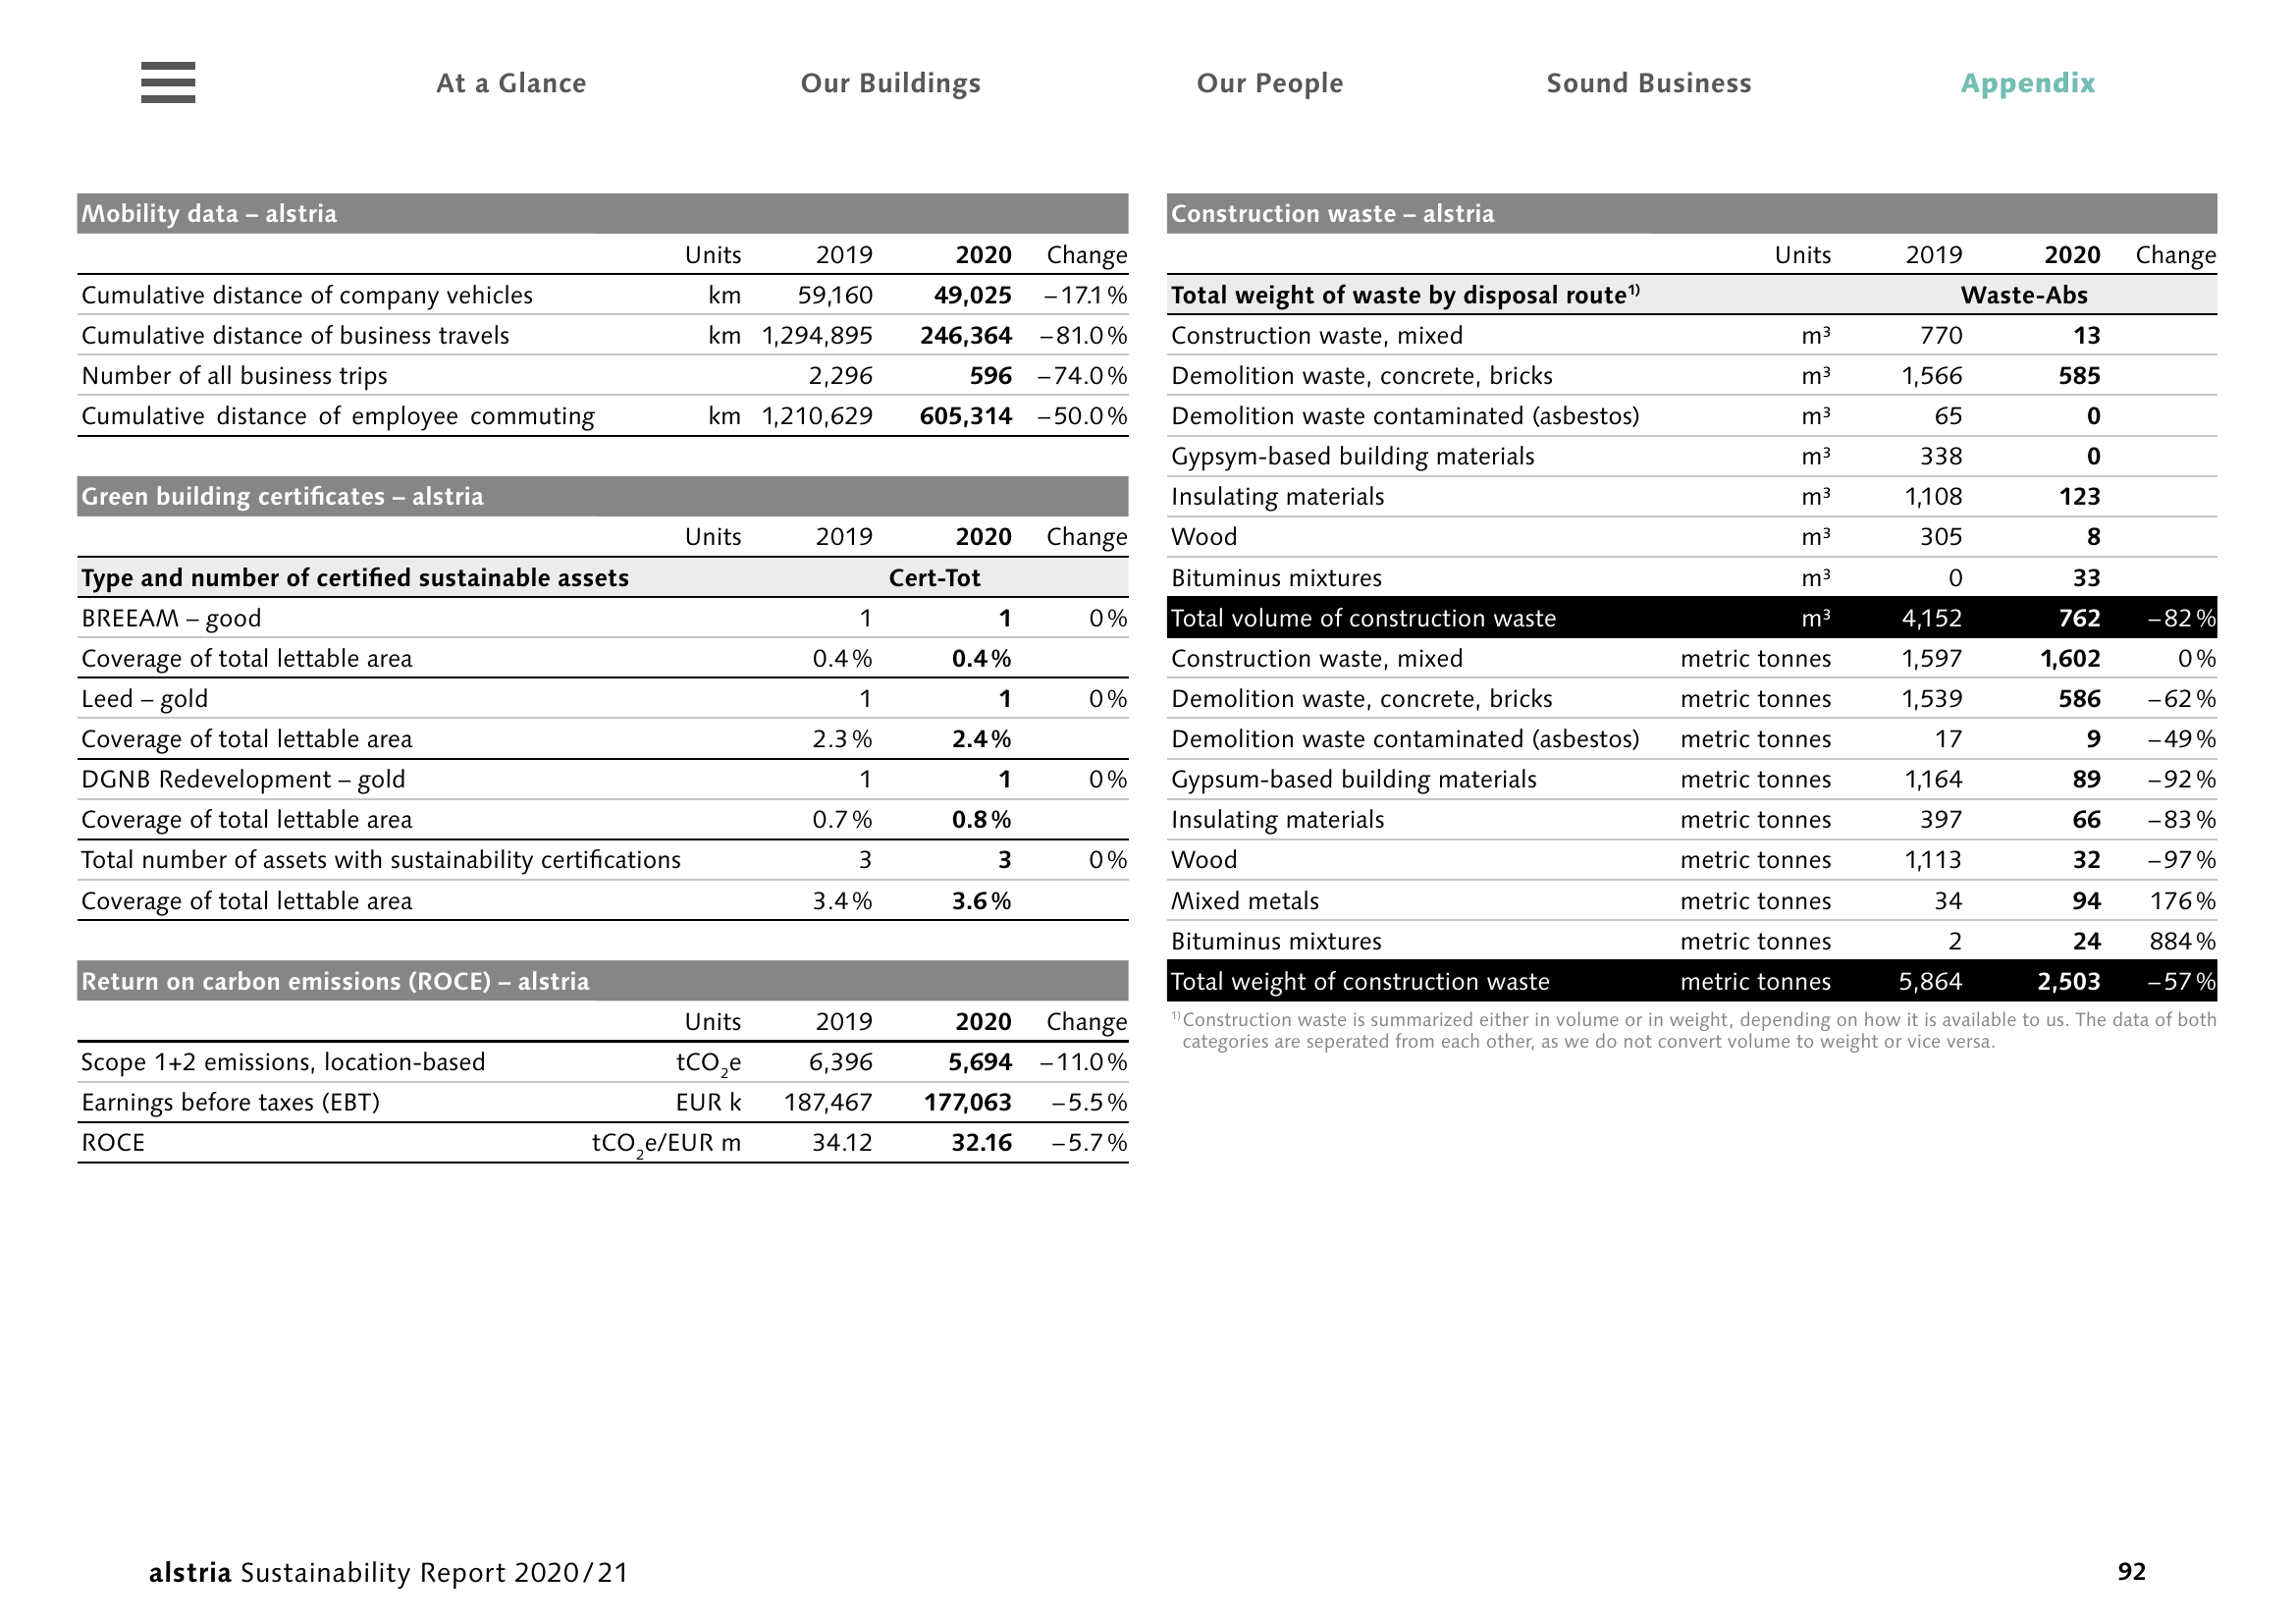 At a Glance Our Buildings Our People Sound Business Appendix
Mobility data – alstria
Units 2019 2020 Change
Cumulative distance of company vehicles km 59,160 49,025 –17.1 %
Cumulative distance of business travels km 1,294,895 246,364 –81.0 %
Number of all business trips 2,296 596 –74.0 %
Cumulative distance of employee commuting km 1,210,629 605,314 –50.0 %
Green building certificates – alstria
Units 2019 2020 Change
Type and number of certified sustainable assets Cert-Tot
BREEAM – good 1 1 0 %
Coverage of total lettable area 0.4 % 0.4 %
Leed – gold 1 1 0 %
Coverage of total lettable area 2.3 % 2.4 %
DGNB Redevelopment – gold 1 1 0 %
Coverage of total lettable area 0.7 % 0.8 %
Total number of assets with sustainability certifications 3 3 0 %
Coverage of total lettable area 3.4 % 3.6 %
Return on carbon emissions (ROCE) – alstria
Units 2019 2020 Change
Scope 1+2 emissions, location-based tCO₂e 6,396 5,694 –11.0 %
Earnings before taxes (EBT) EUR k 187,467 177,063 –5.5 %
ROCE tCO₂e/EUR m 34.12 32.16 –5.7 %
Construction waste – alstria
Units 2019 2020 Change
Total weight of waste by disposal route¹⁾ Waste-Abs
Construction waste, mixed m³ 770 13
Demolition waste, concrete, bricks m³ 1,566 585
Demolition waste contaminated (asbestos) m³ 65 0
Gypsym-based building materials m³ 338 0
Insulating materials m³ 1,108 123
Wood m³ 305 8
Bituminus mixtures m³ 0 33
Total volume of construction waste m³ 4,152 762 –82 %
Construction waste, mixed metric tonnes 1,597 1,602 0 %
Demolition waste, concrete, bricks metric tonnes 1,539 586 –62 %
Demolition waste contaminated (asbestos) metric tonnes 17 9 –49 %
Gypsum-based building materials metric tonnes 1,164 89 –92 %
Insulating materials metric tonnes 397 66 –83 %
Wood metric tonnes 1,113 32 –97 %
Mixed metals metric tonnes 34 94 176 %
Bituminus mixtures metric tonnes 2 24 884 %
Total weight of construction waste metric tonnes 5,864 2,503 –57 %
¹⁾ Construction waste is summarized either in volume or in weight, depending on how it is available to us. The data of both
categories are seperated from each other, as we do not convert volume to weight or vice versa.
alstria Sustainability Report 2020/21 92